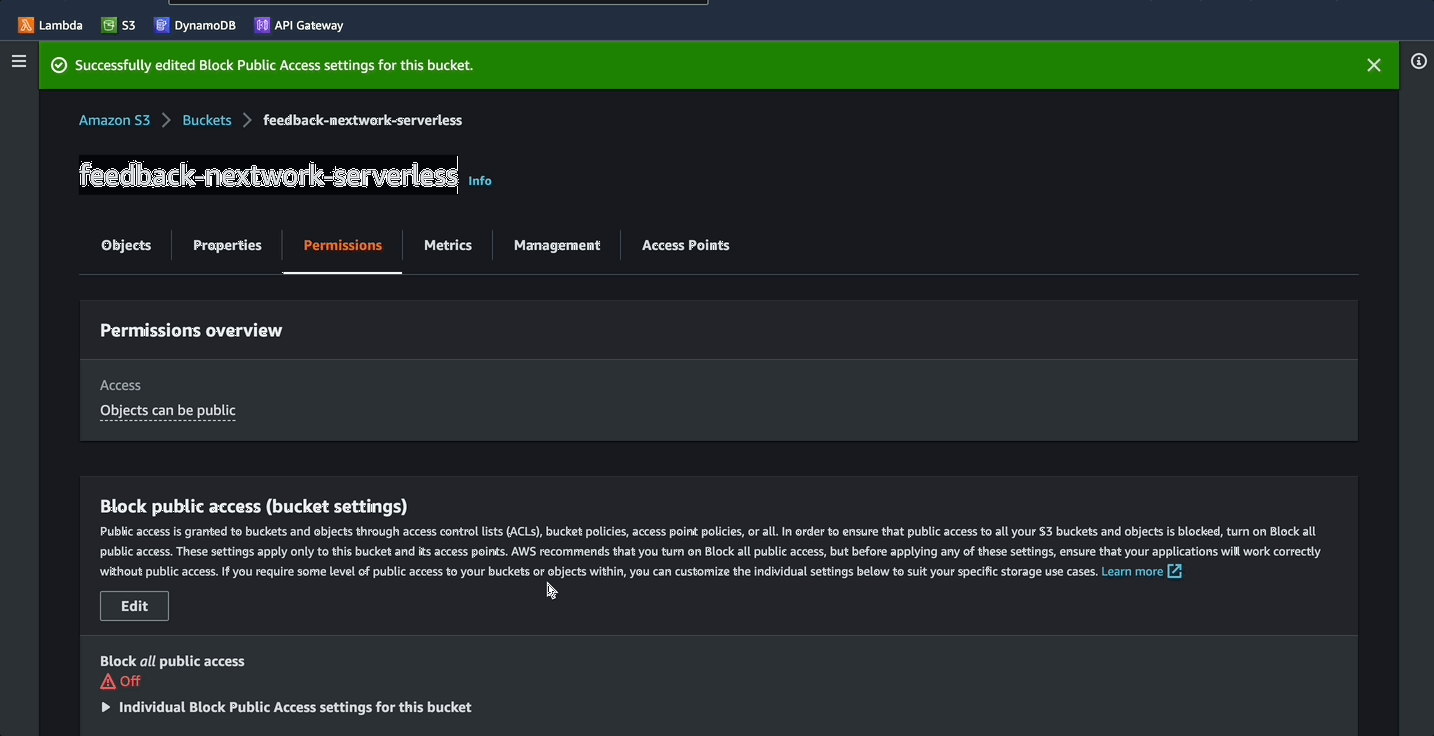 Lambda S3 DynamoDB API Gateway
Successfully edited Block Public Access settings for this bucket.
Amazon S3 Buckets feedback-nextwork-serverless
feedback-nextwork-serverless Info
Objects Properties Permissions Metrics Management Access Points
Permissions overview
Access
Objects can be public
Block public access (bucket settings)
Public access is granted to buckets and objects through access control lists (ACLs), bucket policies, access point policies, or all. In order to ensure that public access to all your S3 buckets and objects is blocked, turn on Block all
public access. These settings apply only to this bucket and its access points. AWS recommends that you turn on Block all public access, but before applying any of these settings, ensure that your applications will work correctly
without public access. If you require some level of public access to your buckets or objects within, you can customize the individual settings below to suit your specific storage use cases. Learn more
Edit
Block all public access
Off
Individual Block Public Access settings for this bucket